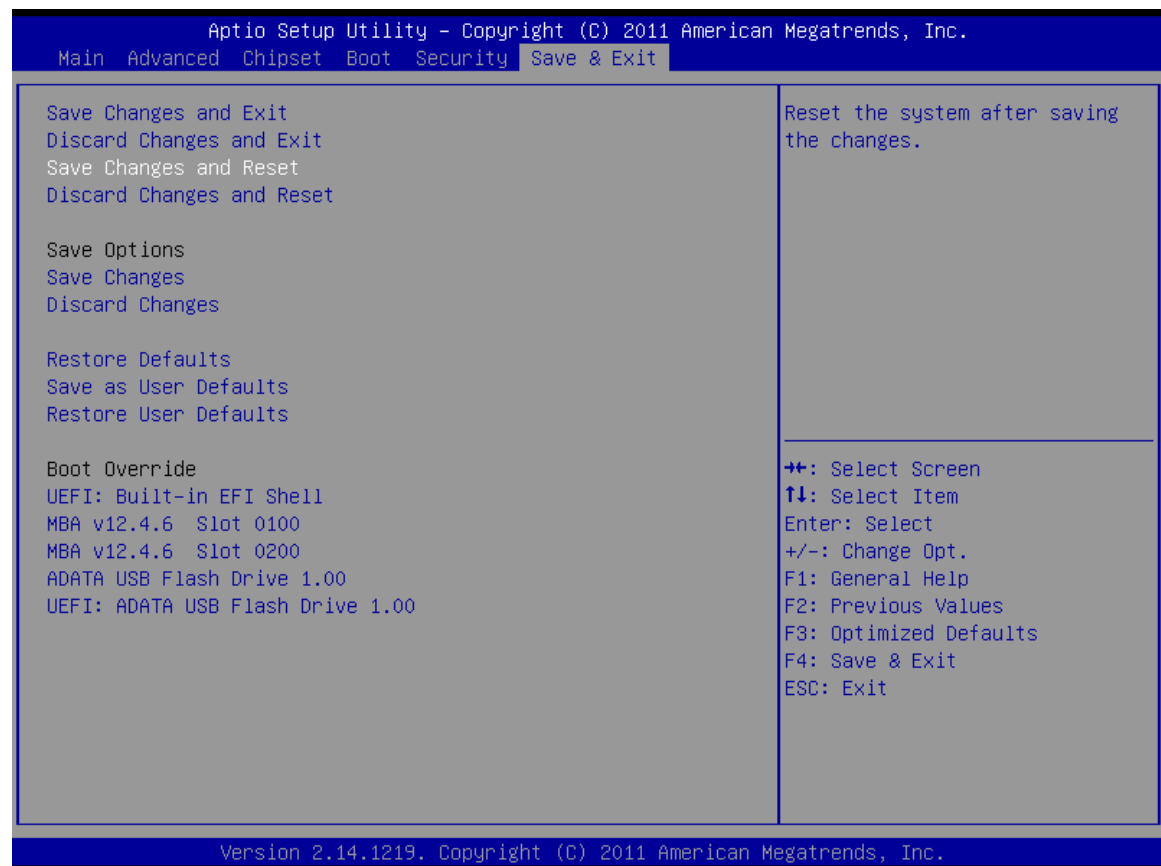 Aptio Setup Utility – Copyright (C) 2011 American Megatrends, Inc.
Main Advanced Chipset Boot Security Save & Exit
Save Changes and Exit
Discard Changes and Exit
Save Changes and Reset
Discard Changes and Reset
Save Options
Save Changes
Discard Changes
Restore Defaults
Save as User Defaults
Restore User Defaults
Boot Override
UEFI: Built-in EFI Shell
MBA v12.4.6 Slot 0100
MBA v12.4.6 Slot 0200
ADATA USB Flash Drive 1.00
UEFI: ADATA USB Flash Drive 1.00
Reset the system after saving
the changes.
→←: Select Screen
↑↓: Select Item
Enter: Select
+/-: Change Opt.
F1: General Help
F2: Previous Values
F3: Optimized Defaults
F4: Save & Exit
ESC: Exit
Version 2.14.1219. Copyright (C) 2011 American Megatrends, Inc.